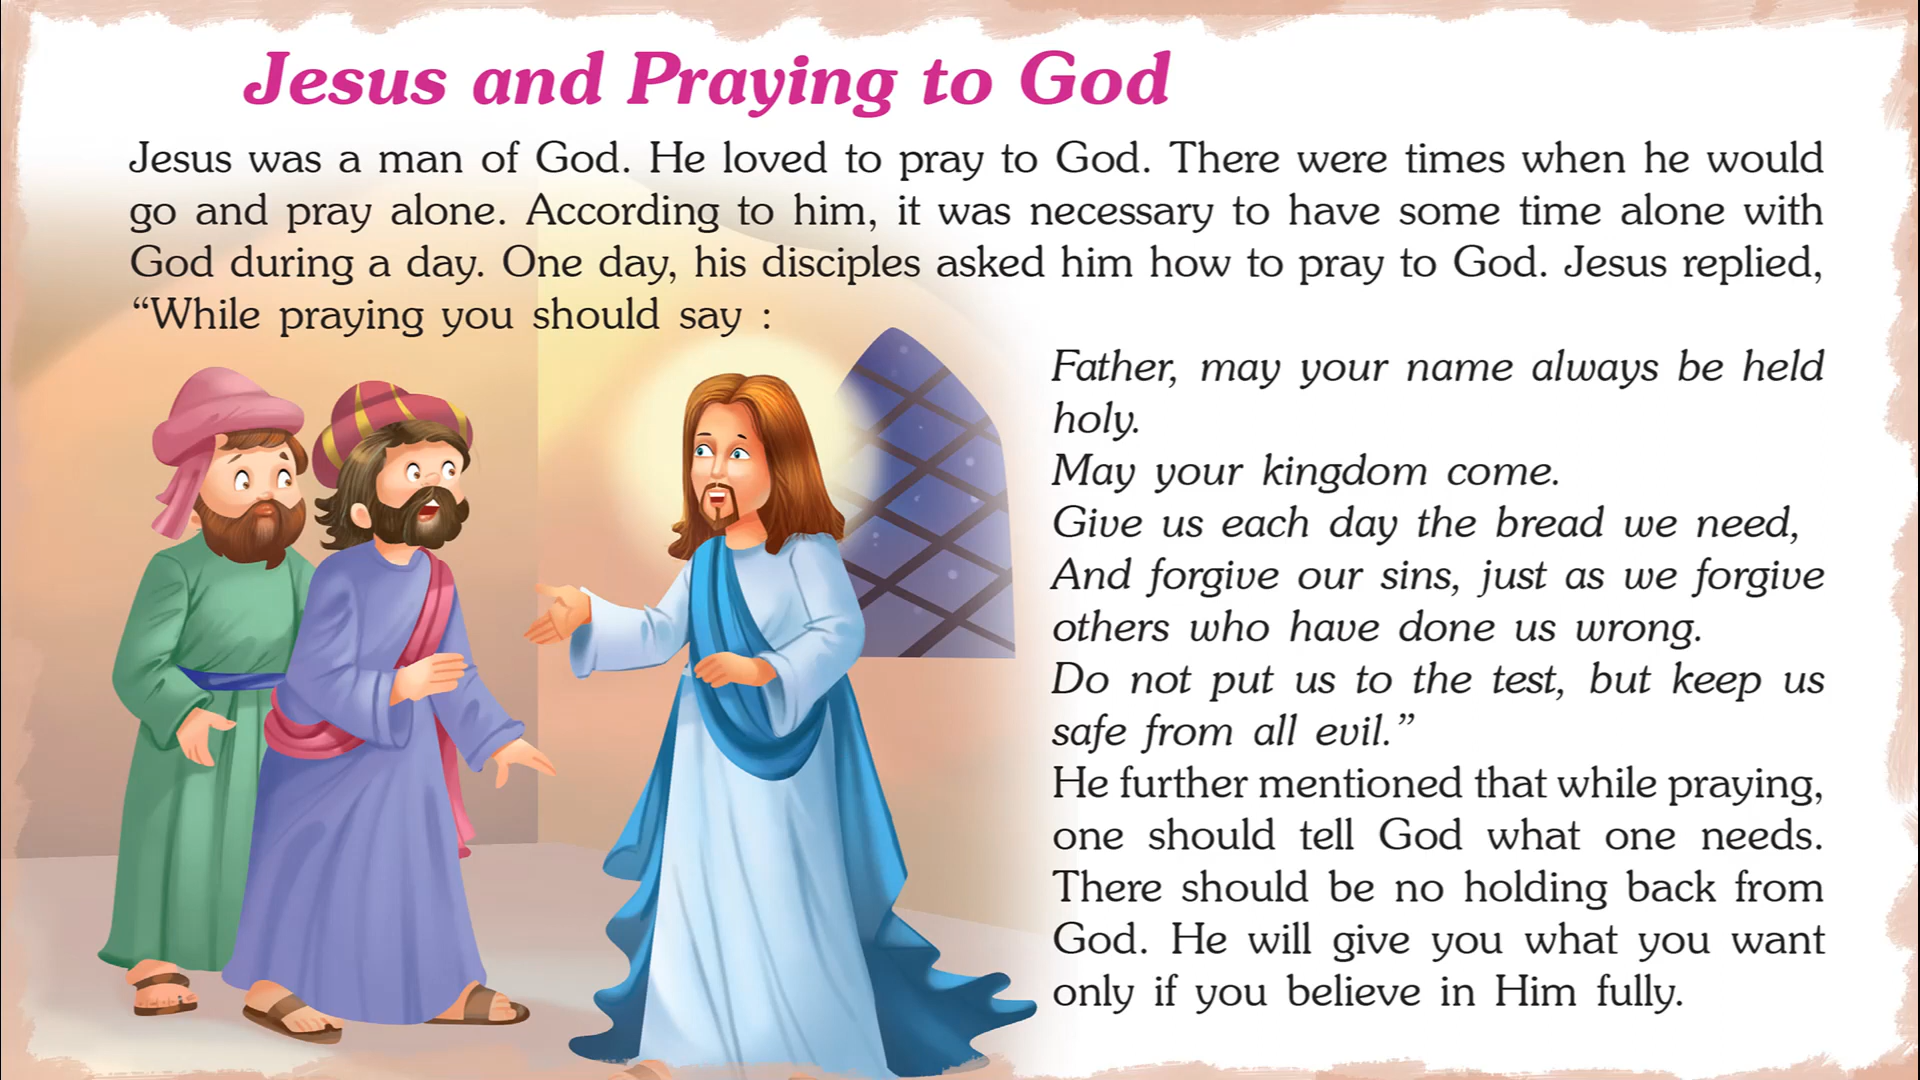 Jesus and Praying to God
Jesus was a man of God. He loved to pray to God. There were times when he would
go and pray alone. According to him, it was necessary to have some time alone with
God during a day. One day, his disciples asked him how to pray to God. Jesus replied,
“While praying you should say :
Father, may your name always be held
holy.
May your kingdom come.
Give us each day the bread we need,
And forgive our sins, just as we forgive
others who have done us wrong.
Do not put us to the test, but keep us
safe from all evil.”
He further mentioned that while praying,
one should tell God what one needs.
There should be no holding back from
God. He will give you what you want
only if you believe in Him fully.